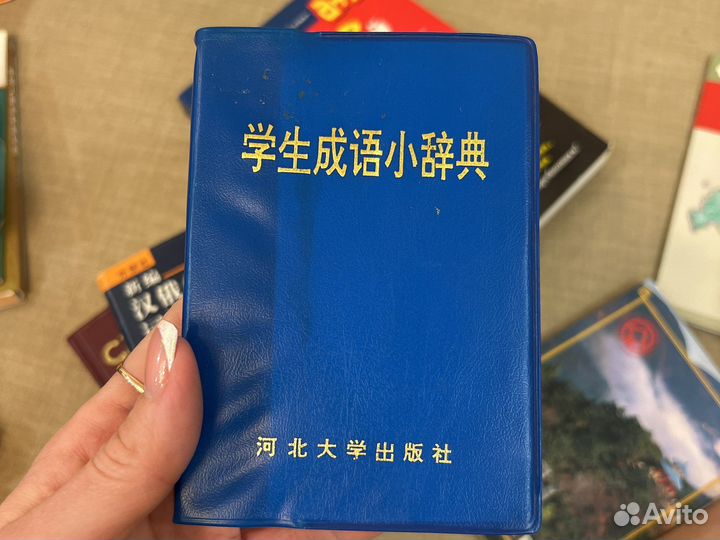 学生成语小辞典
新编
汉俄
河北大学出版社
Avito